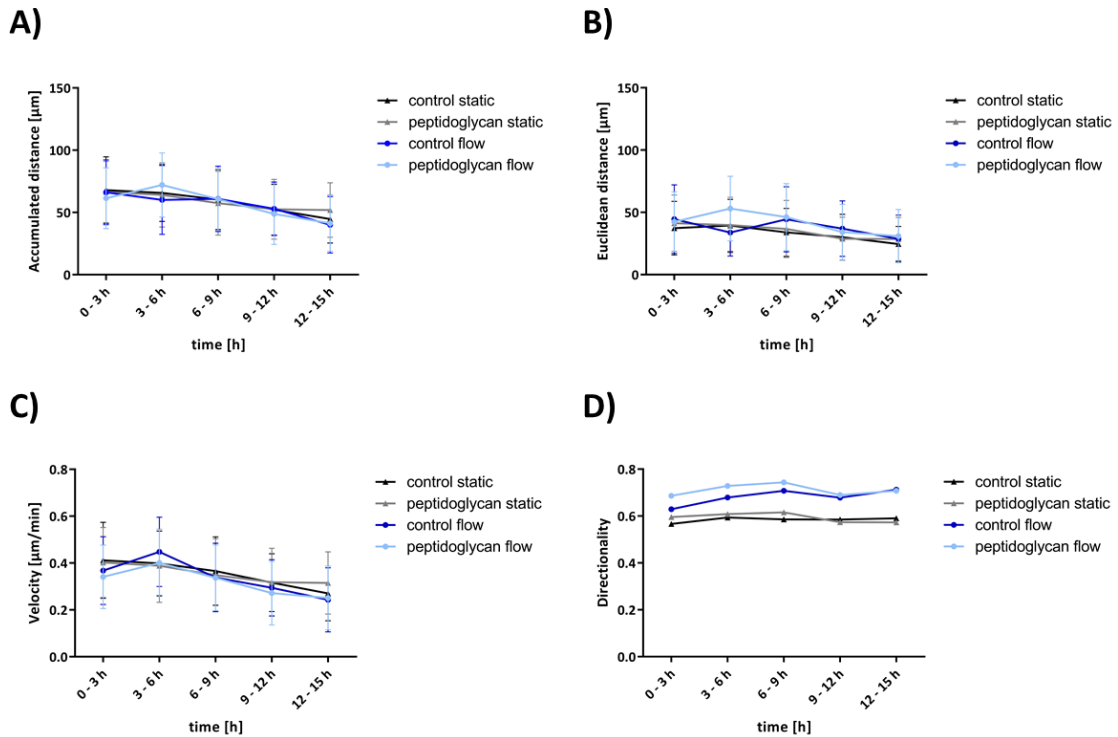 A)
Accumulated distance [µm]
150
100
50
0
0 - 3 h
3 - 6 h
6 - 9 h
9 - 12 h
12 - 15 h
time [h]
control static
peptidoglycan static
control flow
peptidoglycan flow
B)
Euclidean distance [µm]
150
100
50
0
0 - 3 h
3 - 6 h
6 - 9 h
9 - 12 h
12 - 15 h
time [h]
control static
peptidoglycan static
control flow
peptidoglycan flow
C)
Velocity [µm/min]
0.8
0.6
0.4
0.2
0.0
0 - 3 h
3 - 6 h
6 - 9 h
9 - 12 h
12 - 15 h
time [h]
control static
peptidoglycan static
control flow
peptidoglycan flow
D)
Directionality
0.8
0.6
0.4
0.2
0.0
0 - 3 h
3 - 6 h
6 - 9 h
9 - 12 h
12 - 15 h
time [h]
control static
peptidoglycan static
control flow
peptidoglycan flow